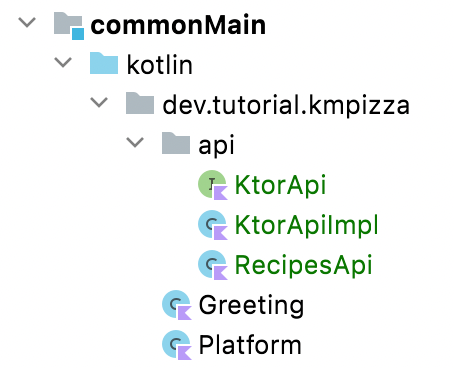 commonMain
kotlin
dev.tutorial.kmpizza
api
KtorApi
KtorApiImpl
RecipesApi
Greeting
Platform